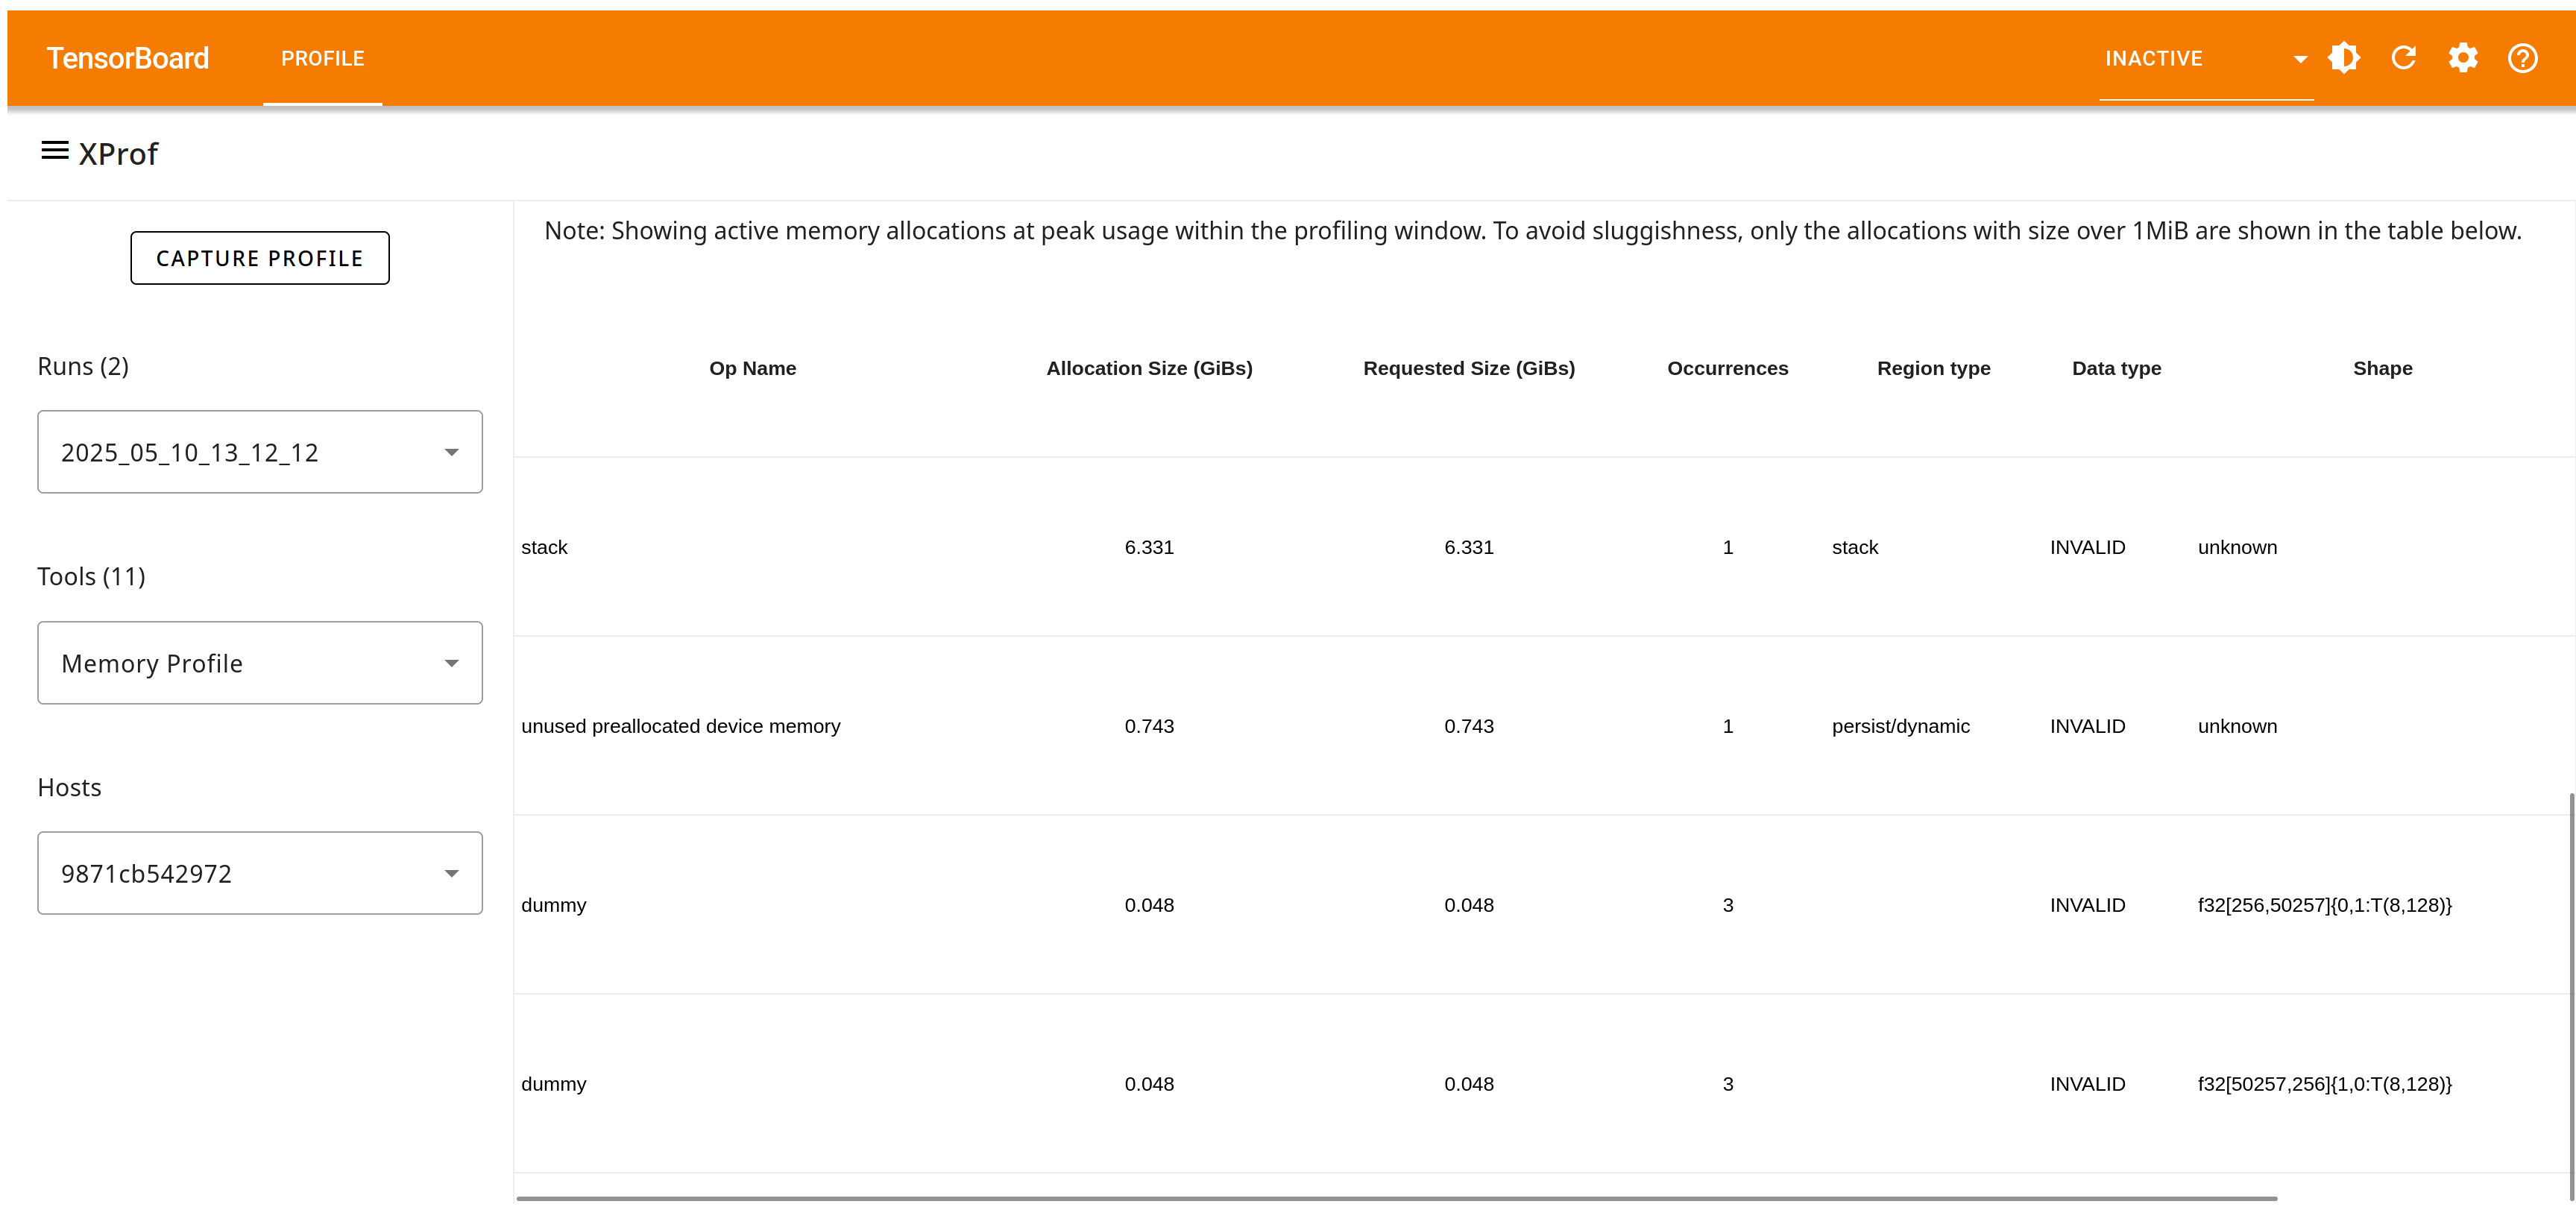 TensorBoard PROFILE INACTIVE
XProf
CAPTURE PROFILE
Runs (2)
2025_05_10_13_12_12
Tools (11)
Memory Profile
Hosts
9871cb542972
Note: Showing active memory allocations at peak usage within the profiling window. To avoid sluggishness, only the allocations with size over 1MiB are shown in the table below.
Op Name Allocation Size (GiBs) Requested Size (GiBs) Occurrences Region type Data type Shape
stack 6.331 6.331 1 stack INVALID unknown
unused preallocated device memory 0.743 0.743 1 persist/dynamic INVALID unknown
dummy 0.048 0.048 3 INVALID f32[256,50257]{0,1:T(8,128)}
dummy 0.048 0.048 3 INVALID f32[50257,256]{1,0:T(8,128)}